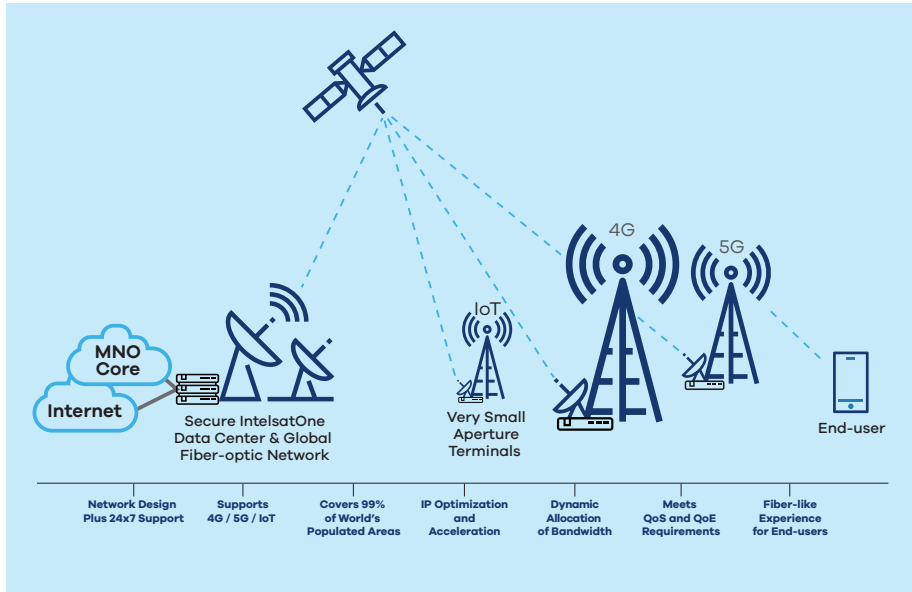 4G
5G
IoT
MNO
Core
Internet
Secure IntelsatOne
Data Center & Global
Fiber-optic Network
Very Small
Aperture
Terminals
End-user
Network Design
Plus 24x7 Support
Supports
4G / 5G / IoT
Covers 99%
of World's
Populated Areas
IP Optimization
and
Acceleration
Dynamic
Allocation
of Bandwidth
Meets
QoS and QoE
Requirements
Fiber-like
Experience
for End-users